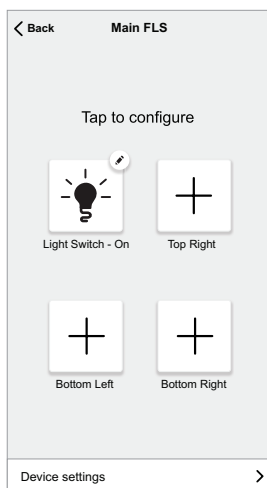 Back Main FLS
Tap to configure
Light Switch - On Top Right
Bottom Left Bottom Right
Device settings